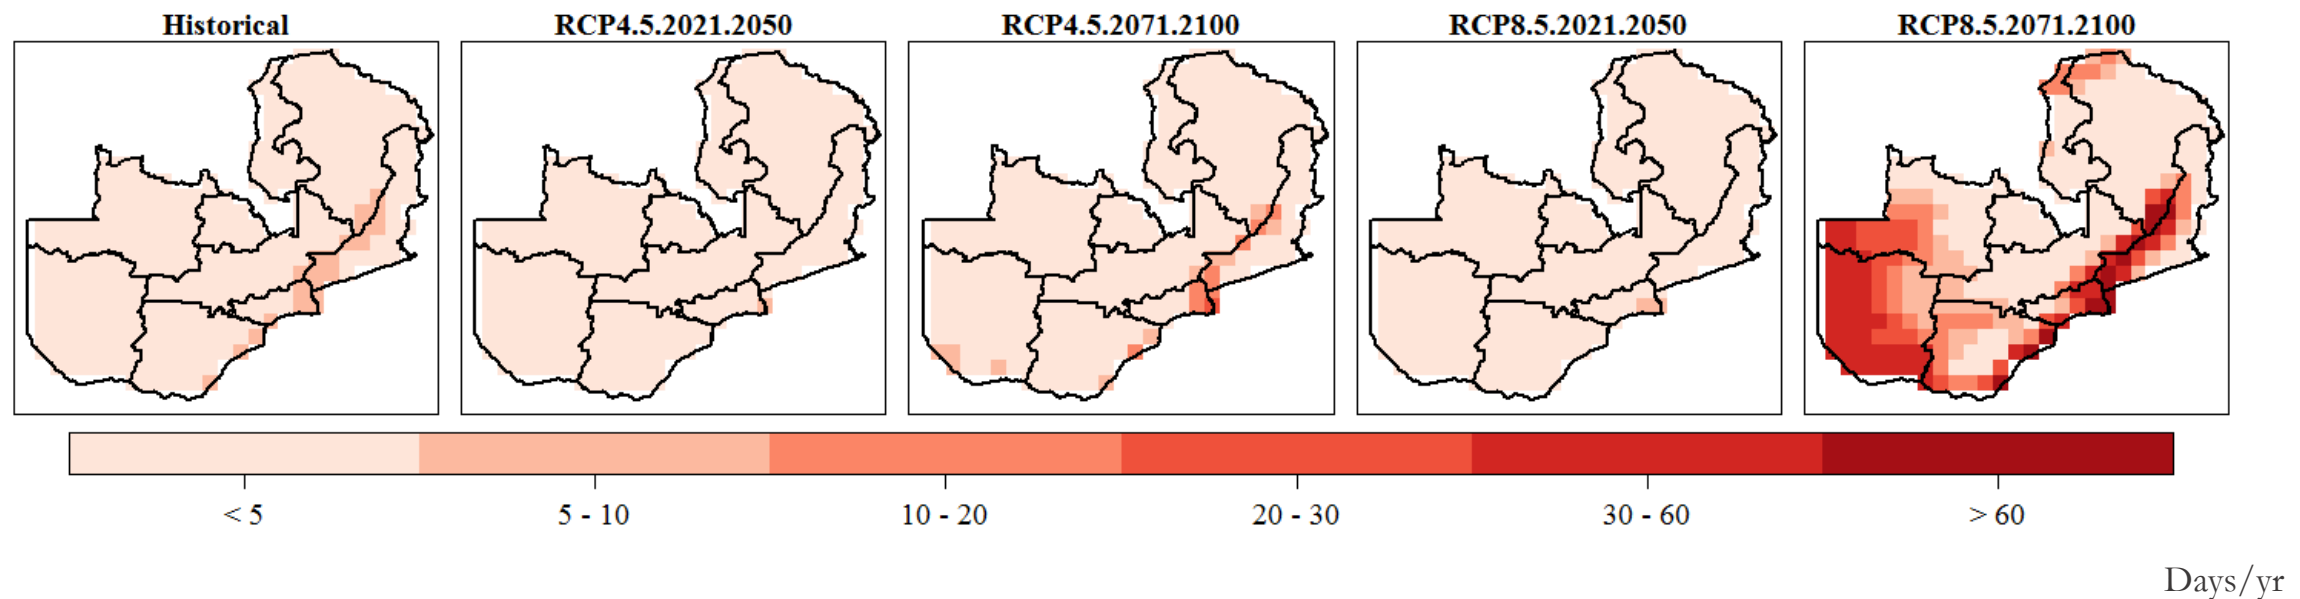 Historical
RCP4.5.2021.2050
RCP4.5.2071.2100
RCP8.5.2021.2050
RCP8.5.2071.2100
< 5
5 - 10
10 - 20
20 - 30
30 - 60
> 60
Days/yr